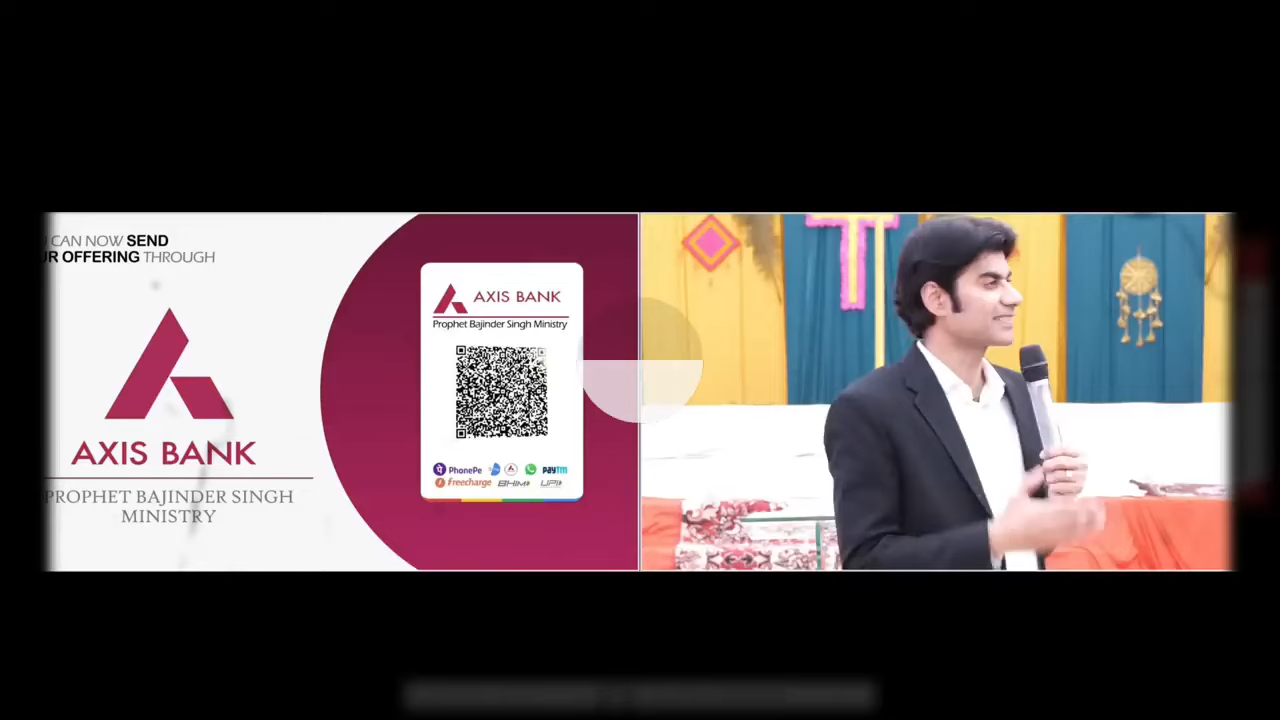 CAN NOW SEND
OFFERING THROUGH
AXIS BANK
PROPHET BAJINDER SINGH
MINISTRY
AXIS BANK
Prophet Bajinder Singh Ministry
PhonePe
Paytm
freecharge BHIM UPI